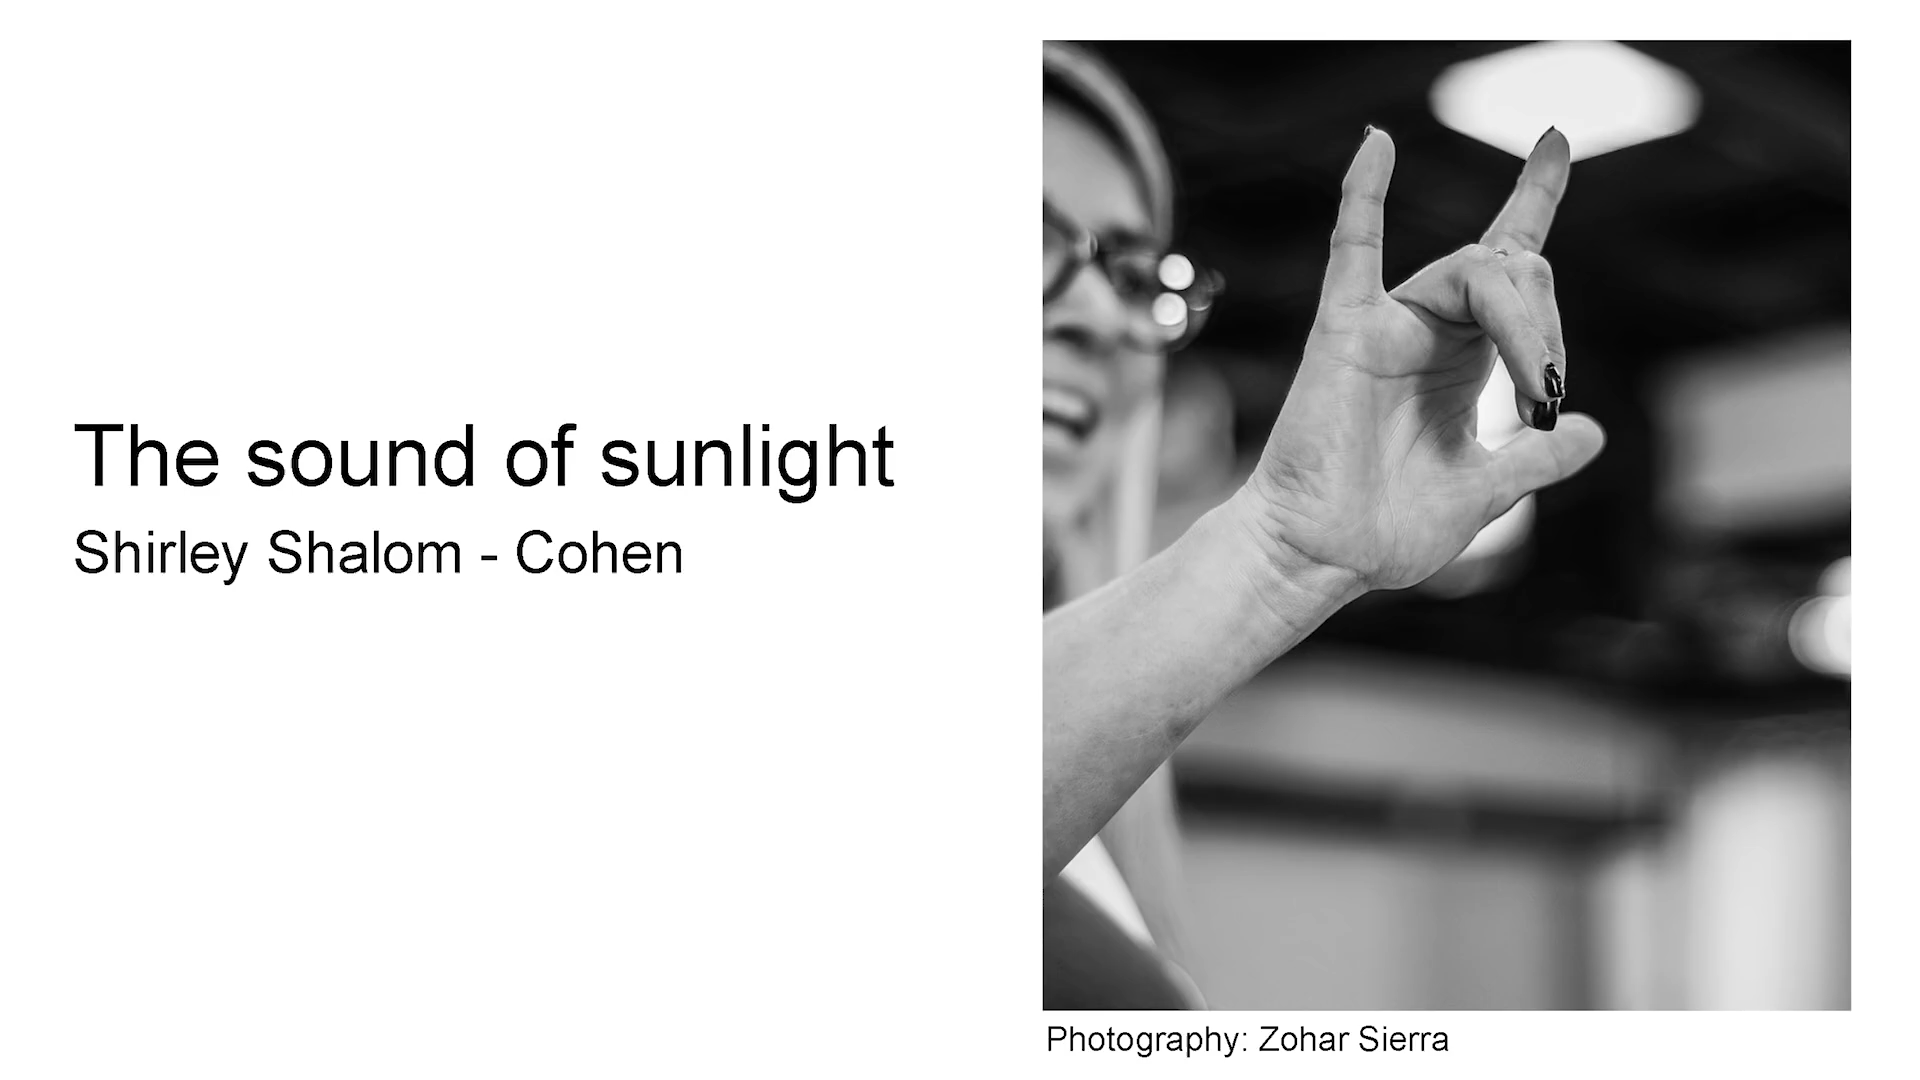 The sound of sunlight
Shirley Shalom - Cohen
Photography: Zohar Sierra